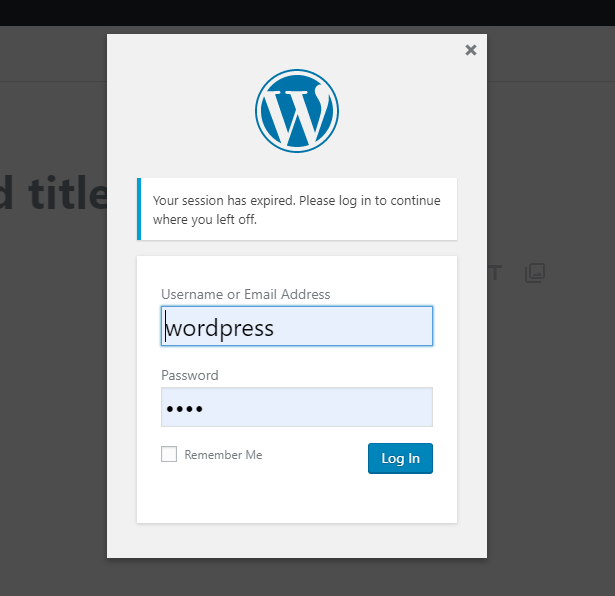 d title
Your session has expired. Please log in to continue
where you left off.
Username or Email Address
wordpress
Password
••••
Remember Me
Log In